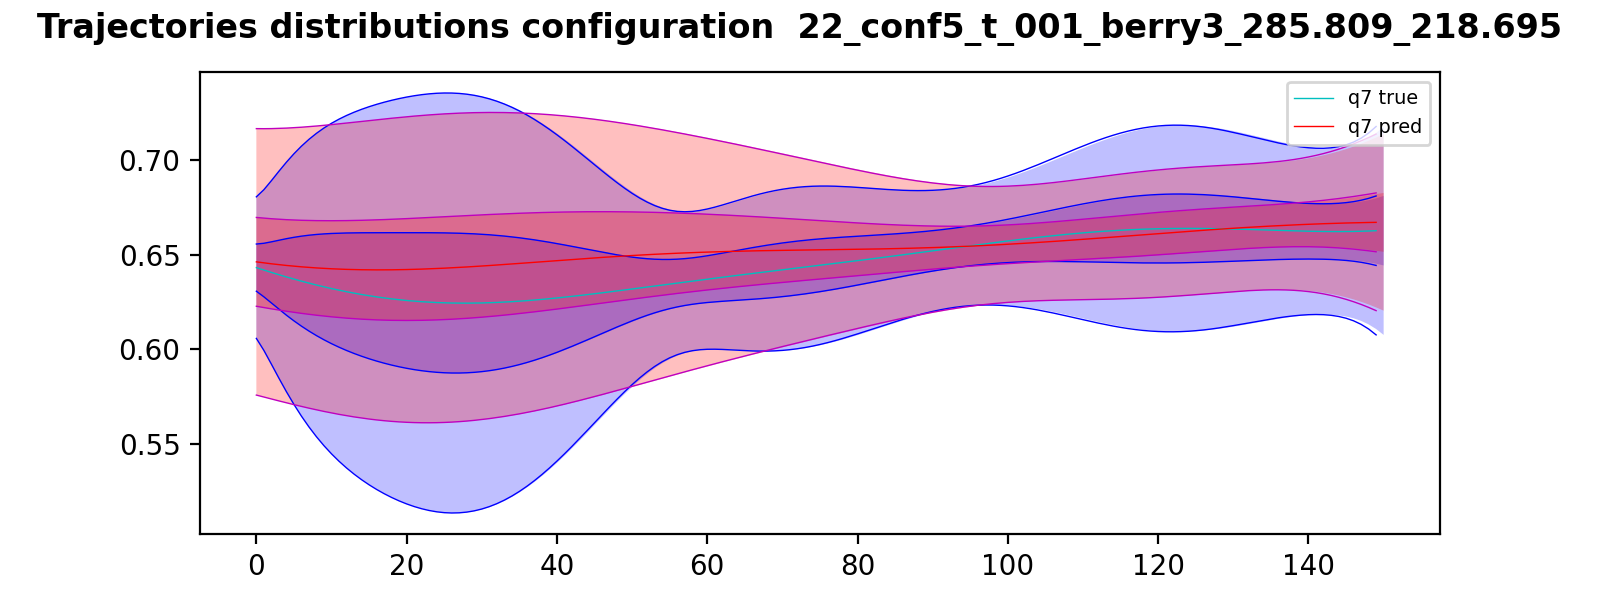 Trajectories distributions configuration  22_conf5_t_001_berry3_285.809_218.695
q7 true
q7 pred
0.70
0.65
0.60
0.55
0 20 40 60 80 100 120 140